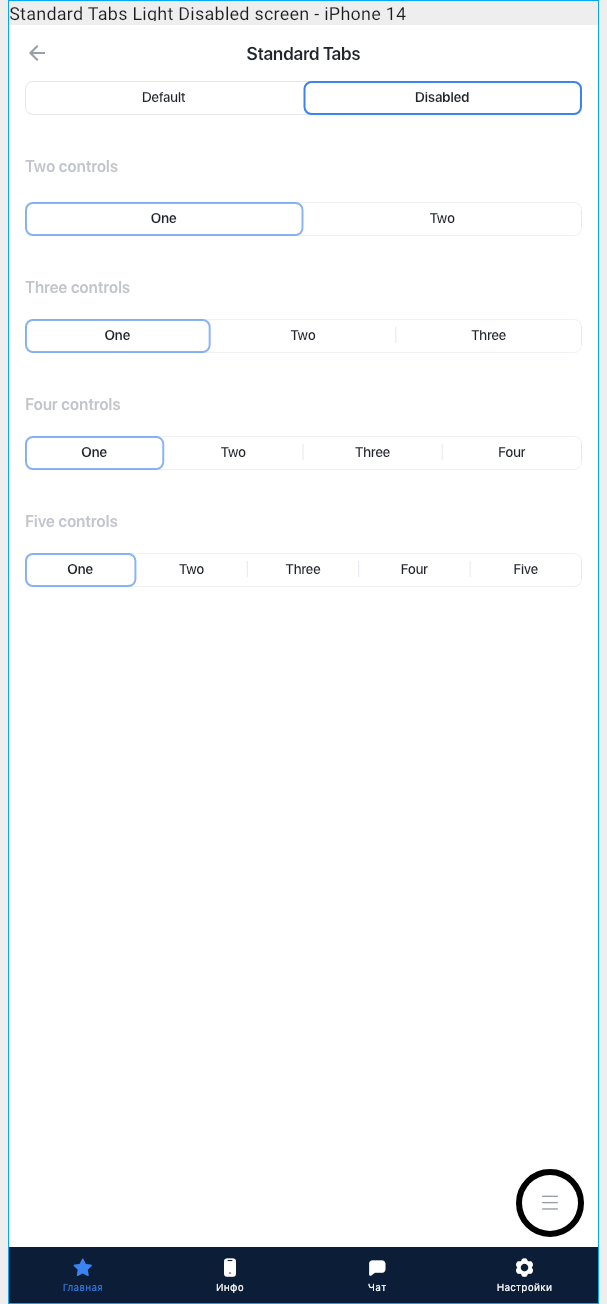 Standard Tabs Light Disabled screen - iPhone 14
Standard Tabs
Default Disabled
Two controls
One Two
Three controls
One Two Three
Four controls
One Two Three Four
Five controls
One Two Three Four Five
Главная Инфо Чат Настройки